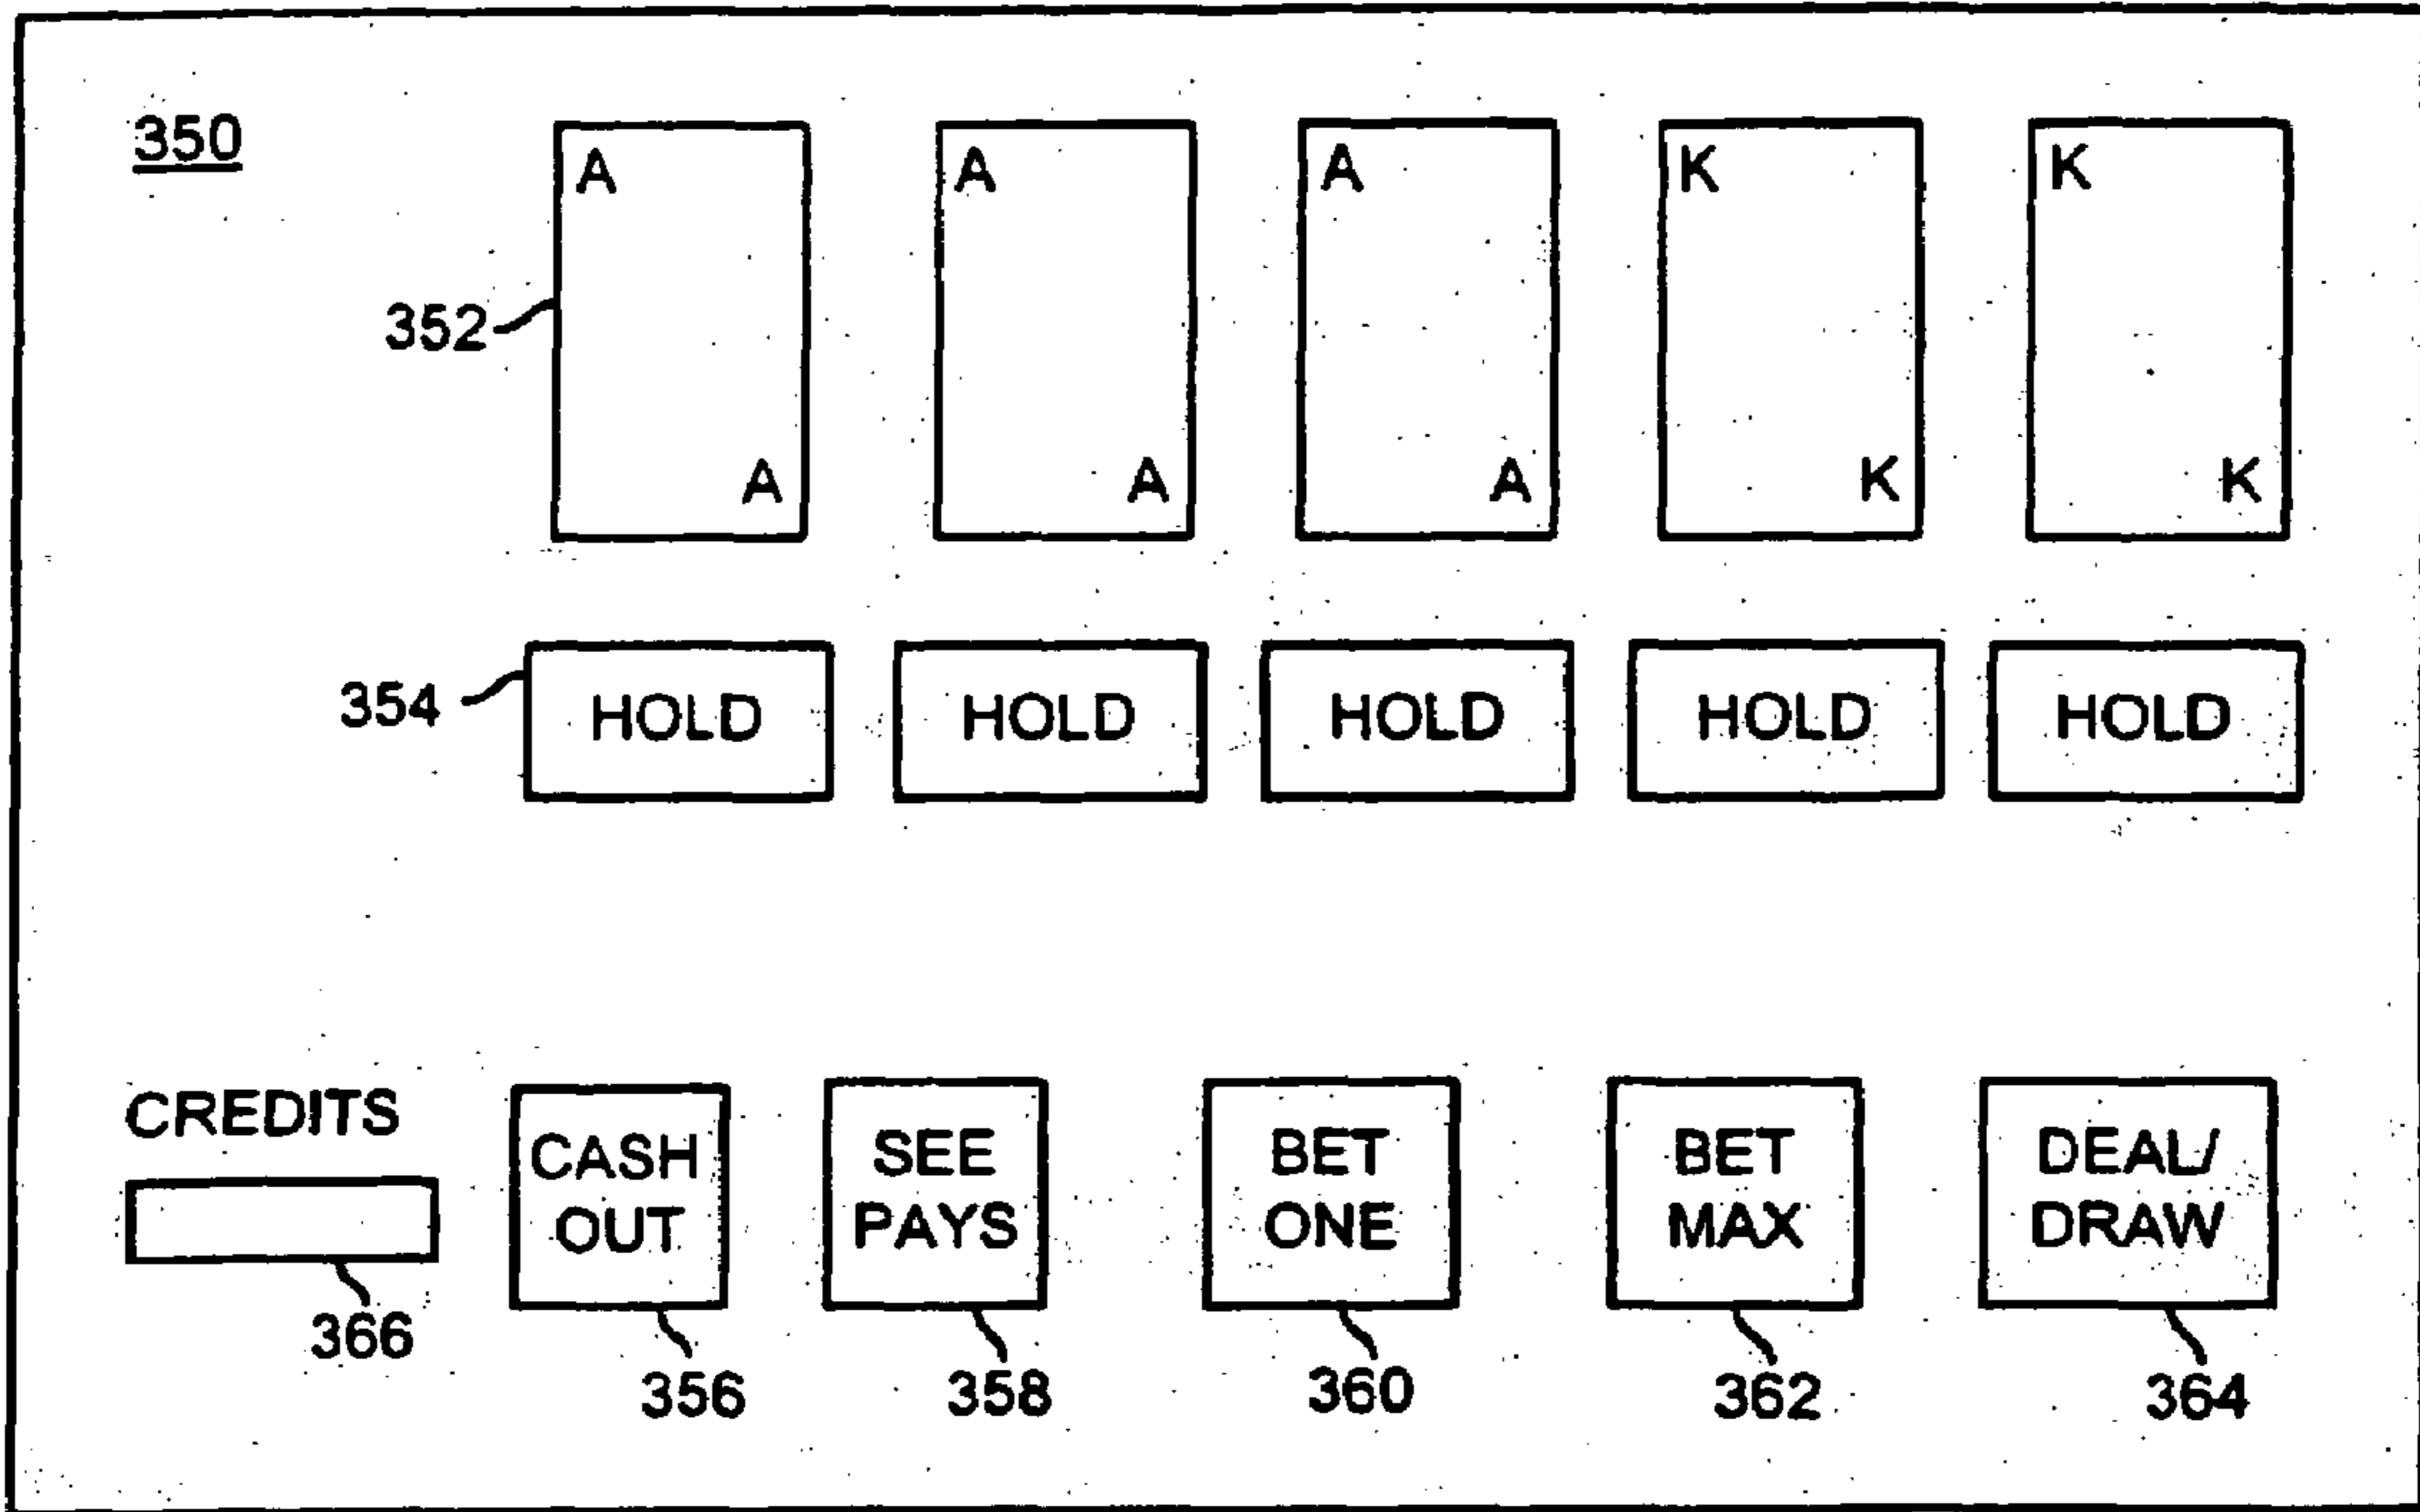 350
A A A K K
352
A A A K K
354 HOLD HOLD HOLD HOLD HOLD
CREDITS
CASH OUT
SEE PAYS
BET ONE
BET MAX
DEAL/ DRAW
366
356 358 360 362 364